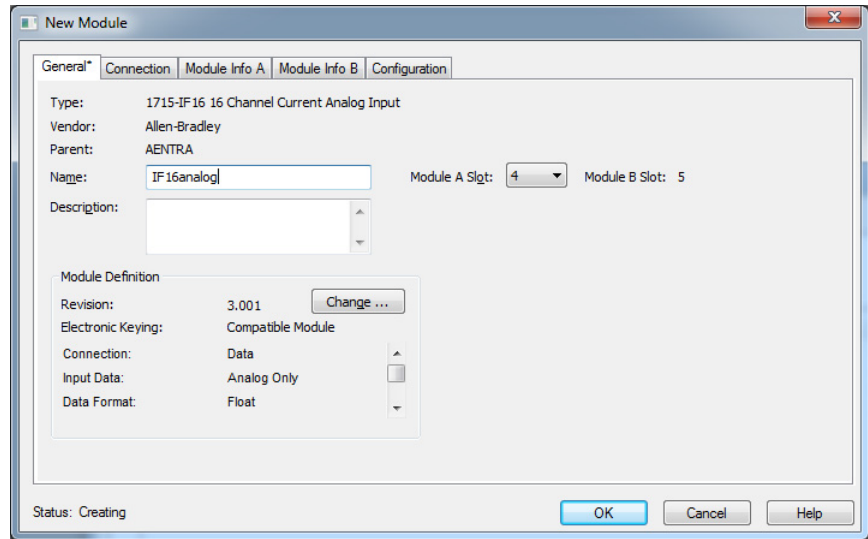 New Module
General* Connection Module Info A Module Info B Configuration
Type: 1715-IF16 16 Channel Current Analog Input
Vendor: Allen-Bradley
Parent: AENTRA
Name: IF16analog Module A Slot: 4 Module B Slot: 5
Description:
Module Definition
Revision: 3.001 Change ...
Electronic Keying: Compatible Module
Connection: Data
Input Data: Analog Only
Data Format: Float
Status: Creating OK Cancel Help